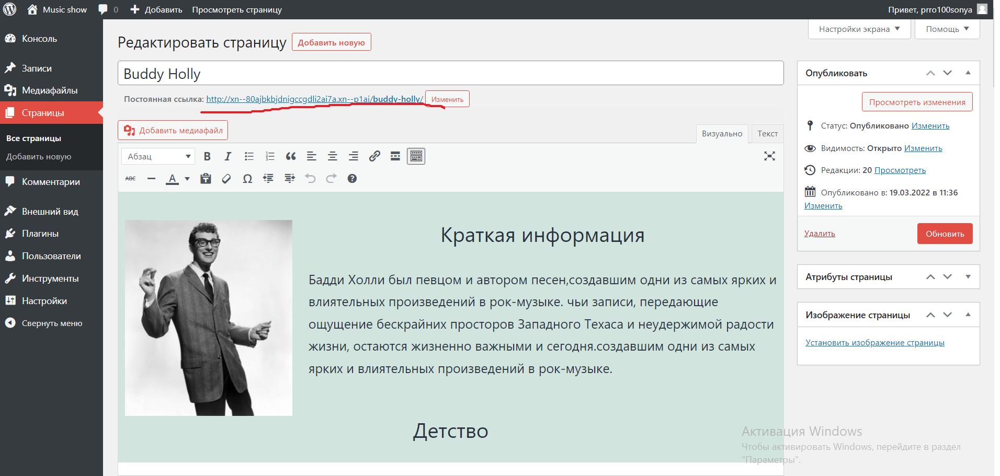 Music show 0 Добавить Просмотреть страницу Привет, prro100sonya
Настройки экрана Помощь
Консоль
Записи
Медиафайлы
Страницы
Все страницы
Добавить новую
Комментарии
Внешний вид
Плагины
Пользователи
Инструменты
Настройки
Свернуть меню
Редактировать страницу Добавить новую
Buddy Holly
Постоянная ссылка: http://xn--80ajbkbjdnigccgdli2ai7a.xn--p1ai/buddy-holly/ Изменить
Добавить медиафайл
Визуально Текст
Абзац B I
ABC A Ω
Краткая информация
Бадди Холли был певцом и автором песен,создавшим одни из самых ярких и
влиятельных произведений в рок-музыке. чьи записи, передающие
ощущение бескрайних просторов Западного Техаса и неудержимой радости
жизни, остаются жизненно важными и сегодня.создавшим одни из самых
ярких и влиятельных произведений в рок-музыке.
Детство
Опубликовать
Просмотреть изменения
Статус: Опубликовано Изменить
Видимость: Открыто Изменить
Редакции: 20 Просмотреть
Опубликовано в: 19.03.2022 в 11:36
Изменить
Удалить Обновить
Атрибуты страницы
Изображение страницы
Установить изображение страницы
Активация Windows
Чтобы активировать Windows, перейдите в раздел
"Параметры".